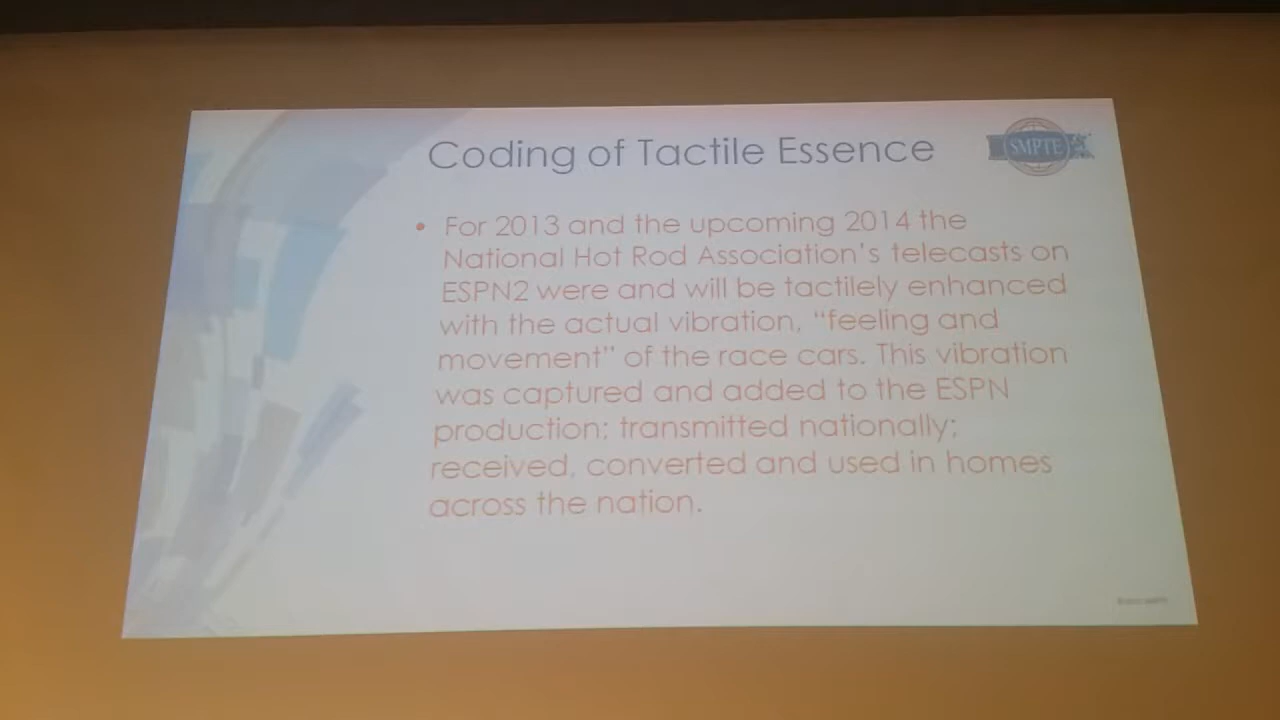 Coding of Tactile Essence
SMPTE
• For 2013 and the upcoming 2014 the
National Hot Rod Association's telecasts on
ESPN2 were and will be tactilely enhanced
with the actual vibration, "feeling and
movement" of the race cars. This vibration
was captured and added to the ESPN
production; transmitted nationally;
received, converted and used in homes
across the nation.